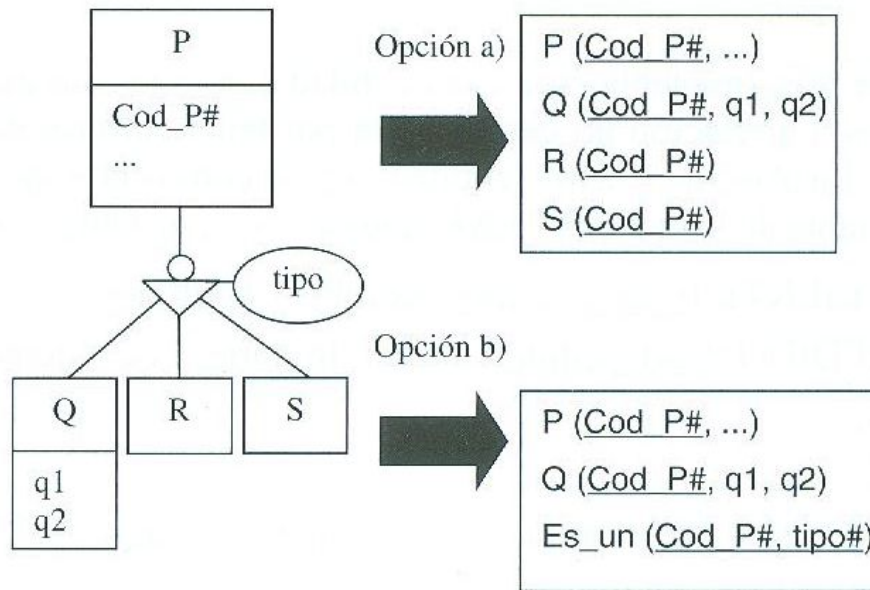 P
Cod_P#
...
tipo
Q
q1
q2
R
S
Opción a)
P (Cod_P#, ...)
Q (Cod_P#, q1, q2)
R (Cod_P#)
S (Cod_P#)
Opción b)
P (Cod_P#, ...)
Q (Cod_P#, q1, q2)
Es_un (Cod_P#, tipo#)